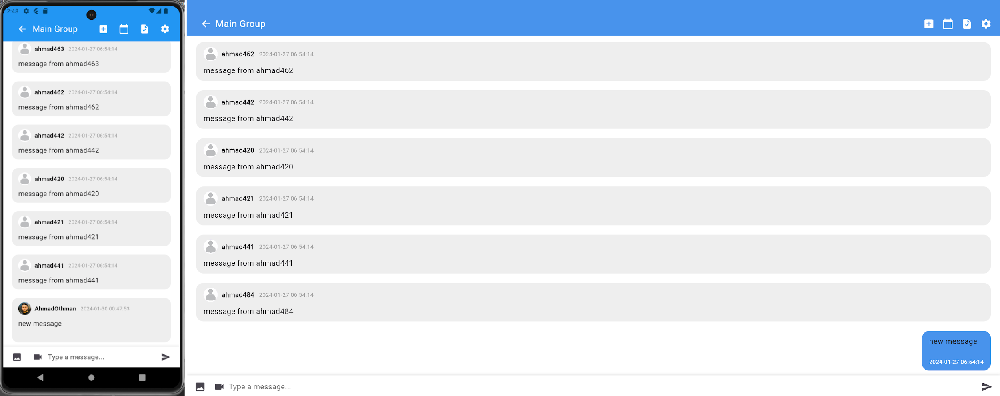 2:48
Main Group
ahmad463 2024-01-27 06:54:14
message from ahmad463
ahmad462 2024-01-27 06:54:14
message from ahmad462
ahmad442 2024-01-27 06:54:14
message from ahmad442
ahmad420 2024-01-27 06:54:14
message from ahmad420
ahmad421 2024-01-27 06:54:14
message from ahmad421
ahmad441 2024-01-27 06:54:14
message from ahmad441
AhmadOthman 2024-01-30 00:47:53
new message
Type a message...
Main Group
ahmad462 2024-01-27 06:54:14
message from ahmad462
ahmad442 2024-01-27 06:54:14
message from ahmad442
ahmad420 2024-01-27 06:54:14
message from ahmad420
ahmad421 2024-01-27 06:54:14
message from ahmad421
ahmad441 2024-01-27 06:54:14
message from ahmad441
ahmad484 2024-01-27 06:54:14
message from ahmad484
new message
2024-01-27 06:54:14
Type a message...